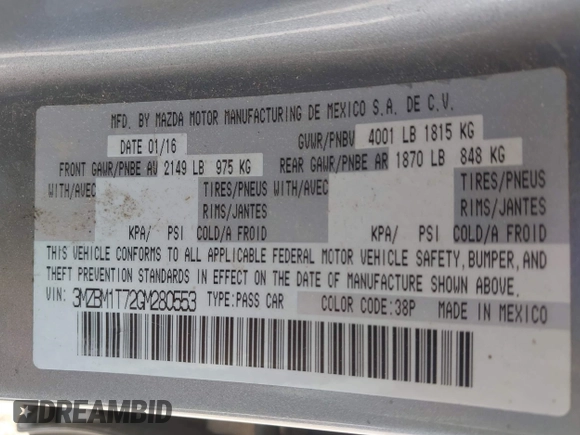 MFD. BY MAZDA MOTOR MANUFACTURING DE MEXICO S.A. DE C.V.
DATE 01/16 GVWR/PNBV 4001 LB 1815 KG
FRONT GAWR/PNBE AV 2149 LB 975 KG REAR GAWR/PNBE AR 1870 LB 848 KG
WITH/AVEC TIRES/PNEUS WITH/AVEC TIRES/PNEUS
RIMS/JANTES RIMS/JANTES
KPA/ PSI COLD/A FROID KPA/ PSI COLD/A FROID
THIS VEHICLE CONFORMS TO ALL APPLICABLE FEDERAL MOTOR VEHICLE SAFETY, BUMPER, AND
THEFT PREVENTION STANDARDS IN EFFECT ON THE DATE OF MANUFACTURE SHOWN ABOVE.
VIN: 3MZBM1T72GM280553 TYPE: PASS CAR COLOR CODE: 38P MADE IN MEXICO
DREAMBID